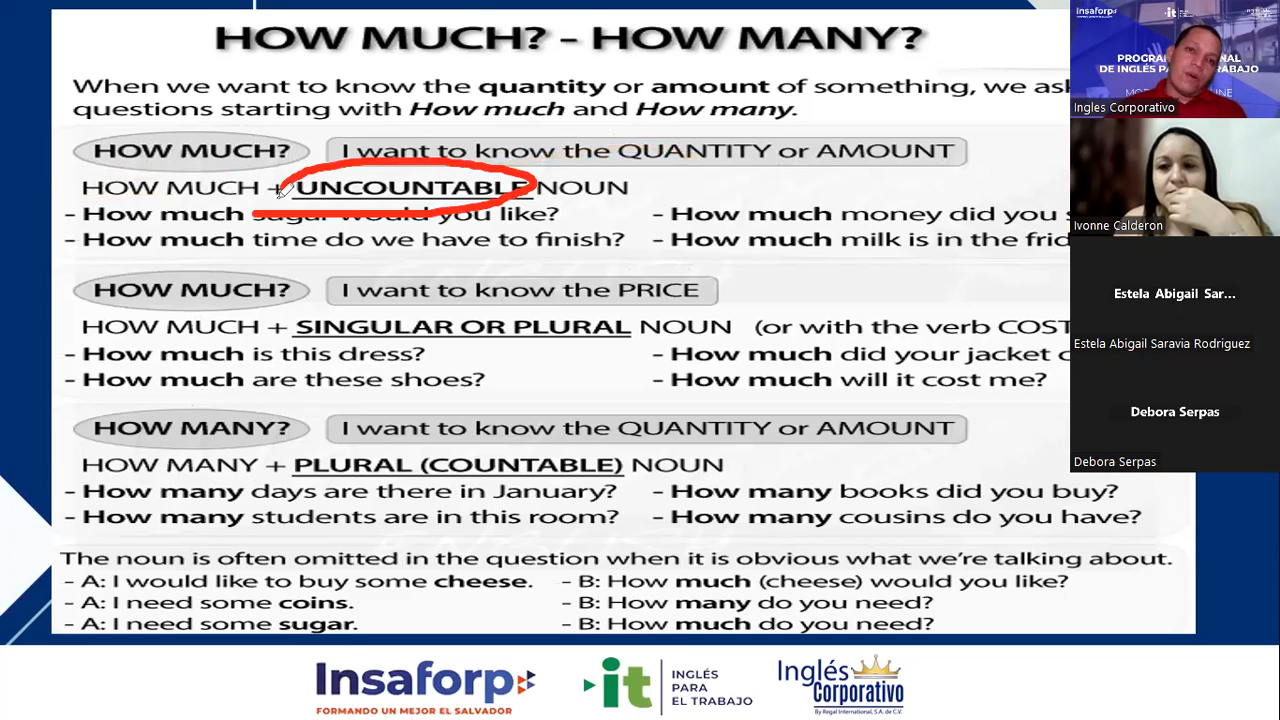 HOW MUCH? - HOW MANY?
When we want to know the quantity or amount of something, we ask
questions starting with How much and How many.
HOW MUCH? I want to know the QUANTITY or AMOUNT
HOW MUCH + UNCOUNTABLE NOUN
- How much sugar would you like? - How much money did you
- How much time do we have to finish? - How much milk is in the
HOW MUCH? I want to know the PRICE
HOW MUCH + SINGULAR OR PLURAL NOUN (or with the verb COST
- How much is this dress? - How much did your jacket
- How much are these shoes? - How much will it cost me?
HOW MANY? I want to know the QUANTITY or AMOUNT
HOW MANY + PLURAL (COUNTABLE) NOUN
- How many days are there in January? - How many books did you buy?
- How many students are in this room? - How many cousins do you have?
The noun is often omitted in the question when it is obvious what we're talking about.
- A: I would like to buy some cheese. - B: How much (cheese) would you like?
- A: I need some coins. - B: How many do you need?
- A: I need some sugar. - B: How much do you need?
Insaforp
FORMANDO UN MEJOR EL SALVADOR
it
INGLÉS
PARA
EL TRABAJO
Inglés
Corporativo
By Regal International, S.A. de C.V.
Insaforp
it
DE INGLÉS
Ingles Corporativo
Ivonne Calderon
Estela Abigail Sar...
Estela Abigail Saravia Rodriguez
Debora Serpas
Debora Serpas